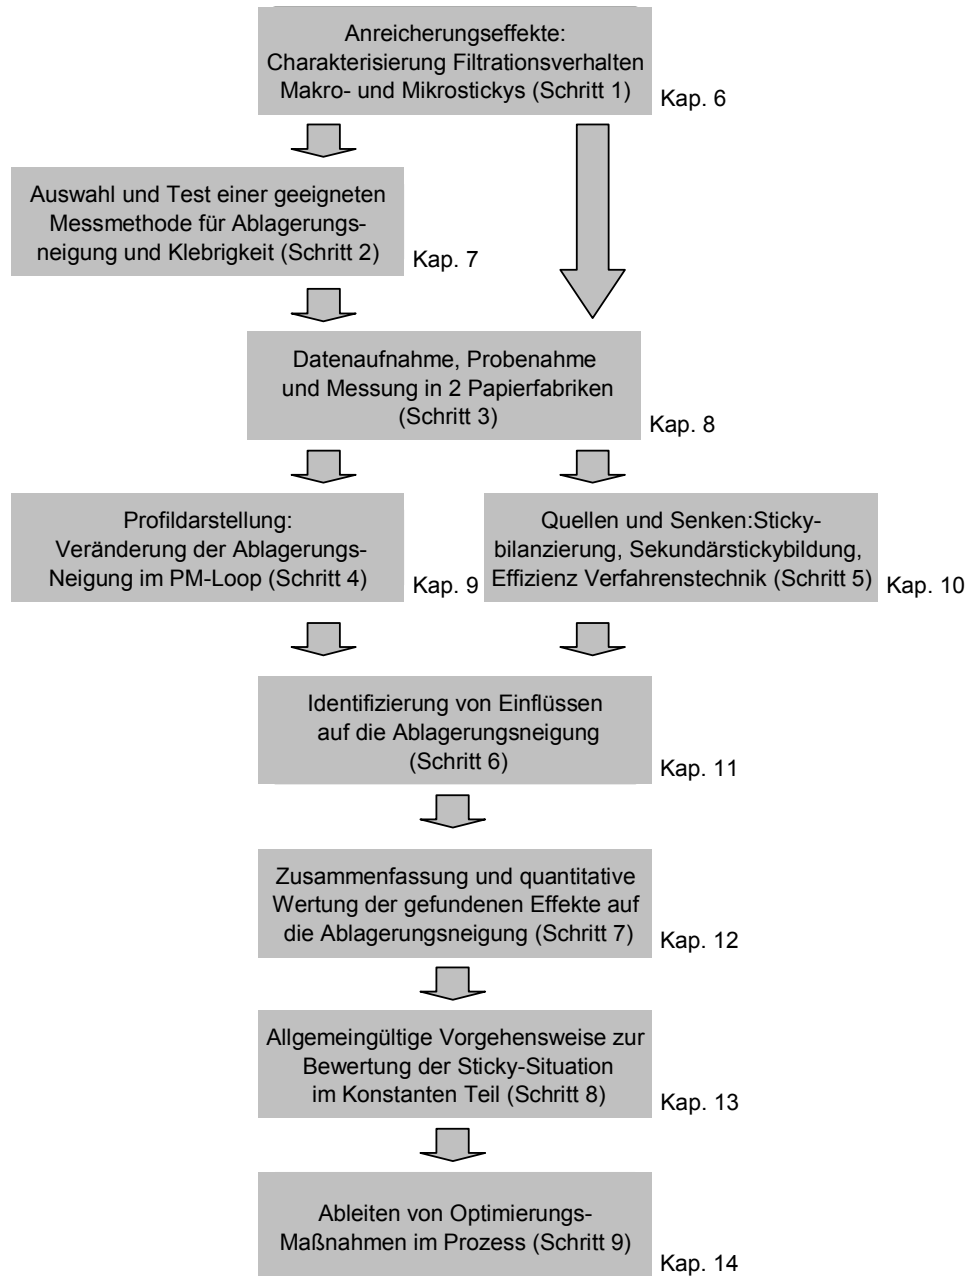 Anreicherungseffekte:
Charakterisierung Filtrationsverhalten
Makro- und Mikrostickys (Schritt 1)
Kap. 6
Auswahl und Test einer geeigneten
Messmethode für Ablagerungs-
neigung und Klebrigkeit (Schritt 2)
Kap. 7
Datenaufnahme, Probenahme
und Messung in 2 Papierfabriken
(Schritt 3)
Kap. 8
Profildarstellung:
Veränderung der Ablagerungs-
Neigung im PM-Loop (Schritt 4)
Kap. 9
Quellen und Senken:Sticky-
bilanzierung, Sekundärstickybildung,
Effizienz Verfahrenstechnik (Schritt 5)
Kap. 10
Identifizierung von Einflüssen
auf die Ablagerungsneigung
(Schritt 6)
Kap. 11
Zusammenfassung und quantitative
Wertung der gefundenen Effekte auf
die Ablagerungsneigung (Schritt 7)
Kap. 12
Allgemeingültige Vorgehensweise zur
Bewertung der Sticky-Situation
im Konstanten Teil (Schritt 8)
Kap. 13
Ableiten von Optimierungs-
Maßnahmen im Prozess (Schritt 9)
Kap. 14